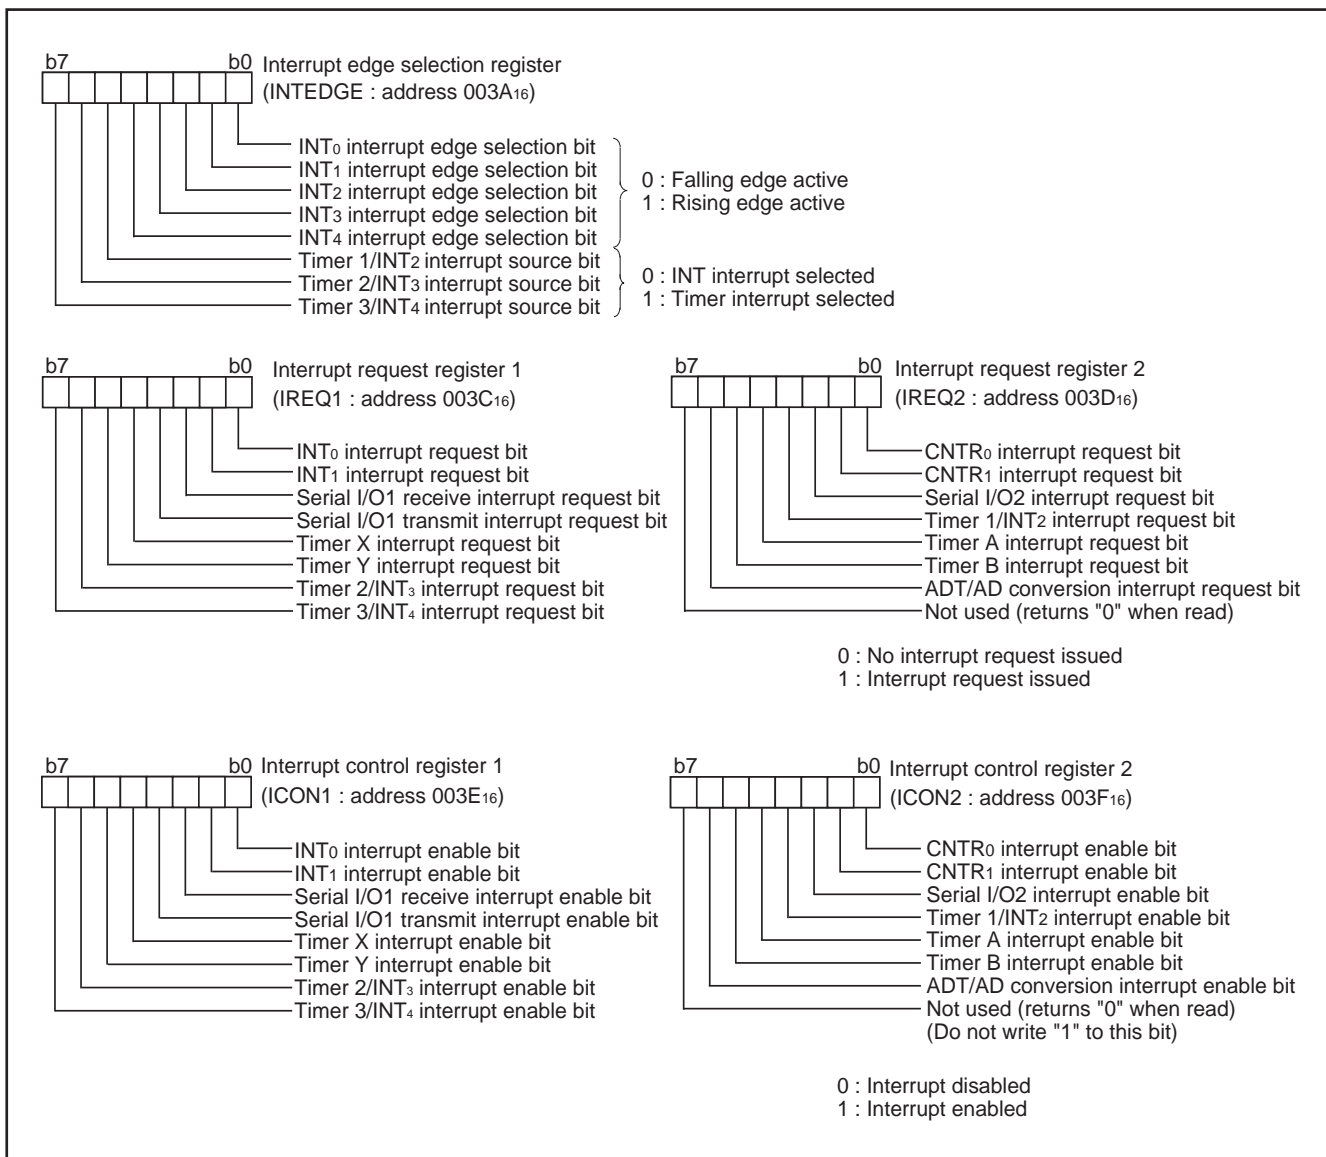 b7 b0 Interrupt edge selection register
(INTEDGE : address 003A16)
INT0 interrupt edge selection bit
INT1 interrupt edge selection bit
INT2 interrupt edge selection bit
INT3 interrupt edge selection bit
INT4 interrupt edge selection bit
0 : Falling edge active
1 : Rising edge active
Timer 1/INT2 interrupt source bit
Timer 2/INT3 interrupt source bit
Timer 3/INT4 interrupt source bit
0 : INT interrupt selected
1 : Timer interrupt selected
b7 b0 Interrupt request register 1
(IREQ1 : address 003C16)
INT0 interrupt request bit
INT1 interrupt request bit
Serial I/O1 receive interrupt request bit
Serial I/O1 transmit interrupt request bit
Timer X interrupt request bit
Timer Y interrupt request bit
Timer 2/INT3 interrupt request bit
Timer 3/INT4 interrupt request bit
b7 b0 Interrupt request register 2
(IREQ2 : address 003D16)
CNTR0 interrupt request bit
CNTR1 interrupt request bit
Serial I/O2 interrupt request bit
Timer 1/INT2 interrupt request bit
Timer A interrupt request bit
Timer B interrupt request bit
ADT/AD conversion interrupt request bit
Not used (returns "0" when read)
0 : No interrupt request issued
1 : Interrupt request issued
b7 b0 Interrupt control register 1
(ICON1 : address 003E16)
INT0 interrupt enable bit
INT1 interrupt enable bit
Serial I/O1 receive interrupt enable bit
Serial I/O1 transmit interrupt enable bit
Timer X interrupt enable bit
Timer Y interrupt enable bit
Timer 2/INT3 interrupt enable bit
Timer 3/INT4 interrupt enable bit
b7 b0 Interrupt control register 2
(ICON2 : address 003F16)
CNTR0 interrupt enable bit
CNTR1 interrupt enable bit
Serial I/O2 interrupt enable bit
Timer 1/INT2 interrupt enable bit
Timer A interrupt enable bit
Timer B interrupt enable bit
ADT/AD conversion interrupt enable bit
Not used (returns "0" when read)
(Do not write "1" to this bit)
0 : Interrupt disabled
1 : Interrupt enabled